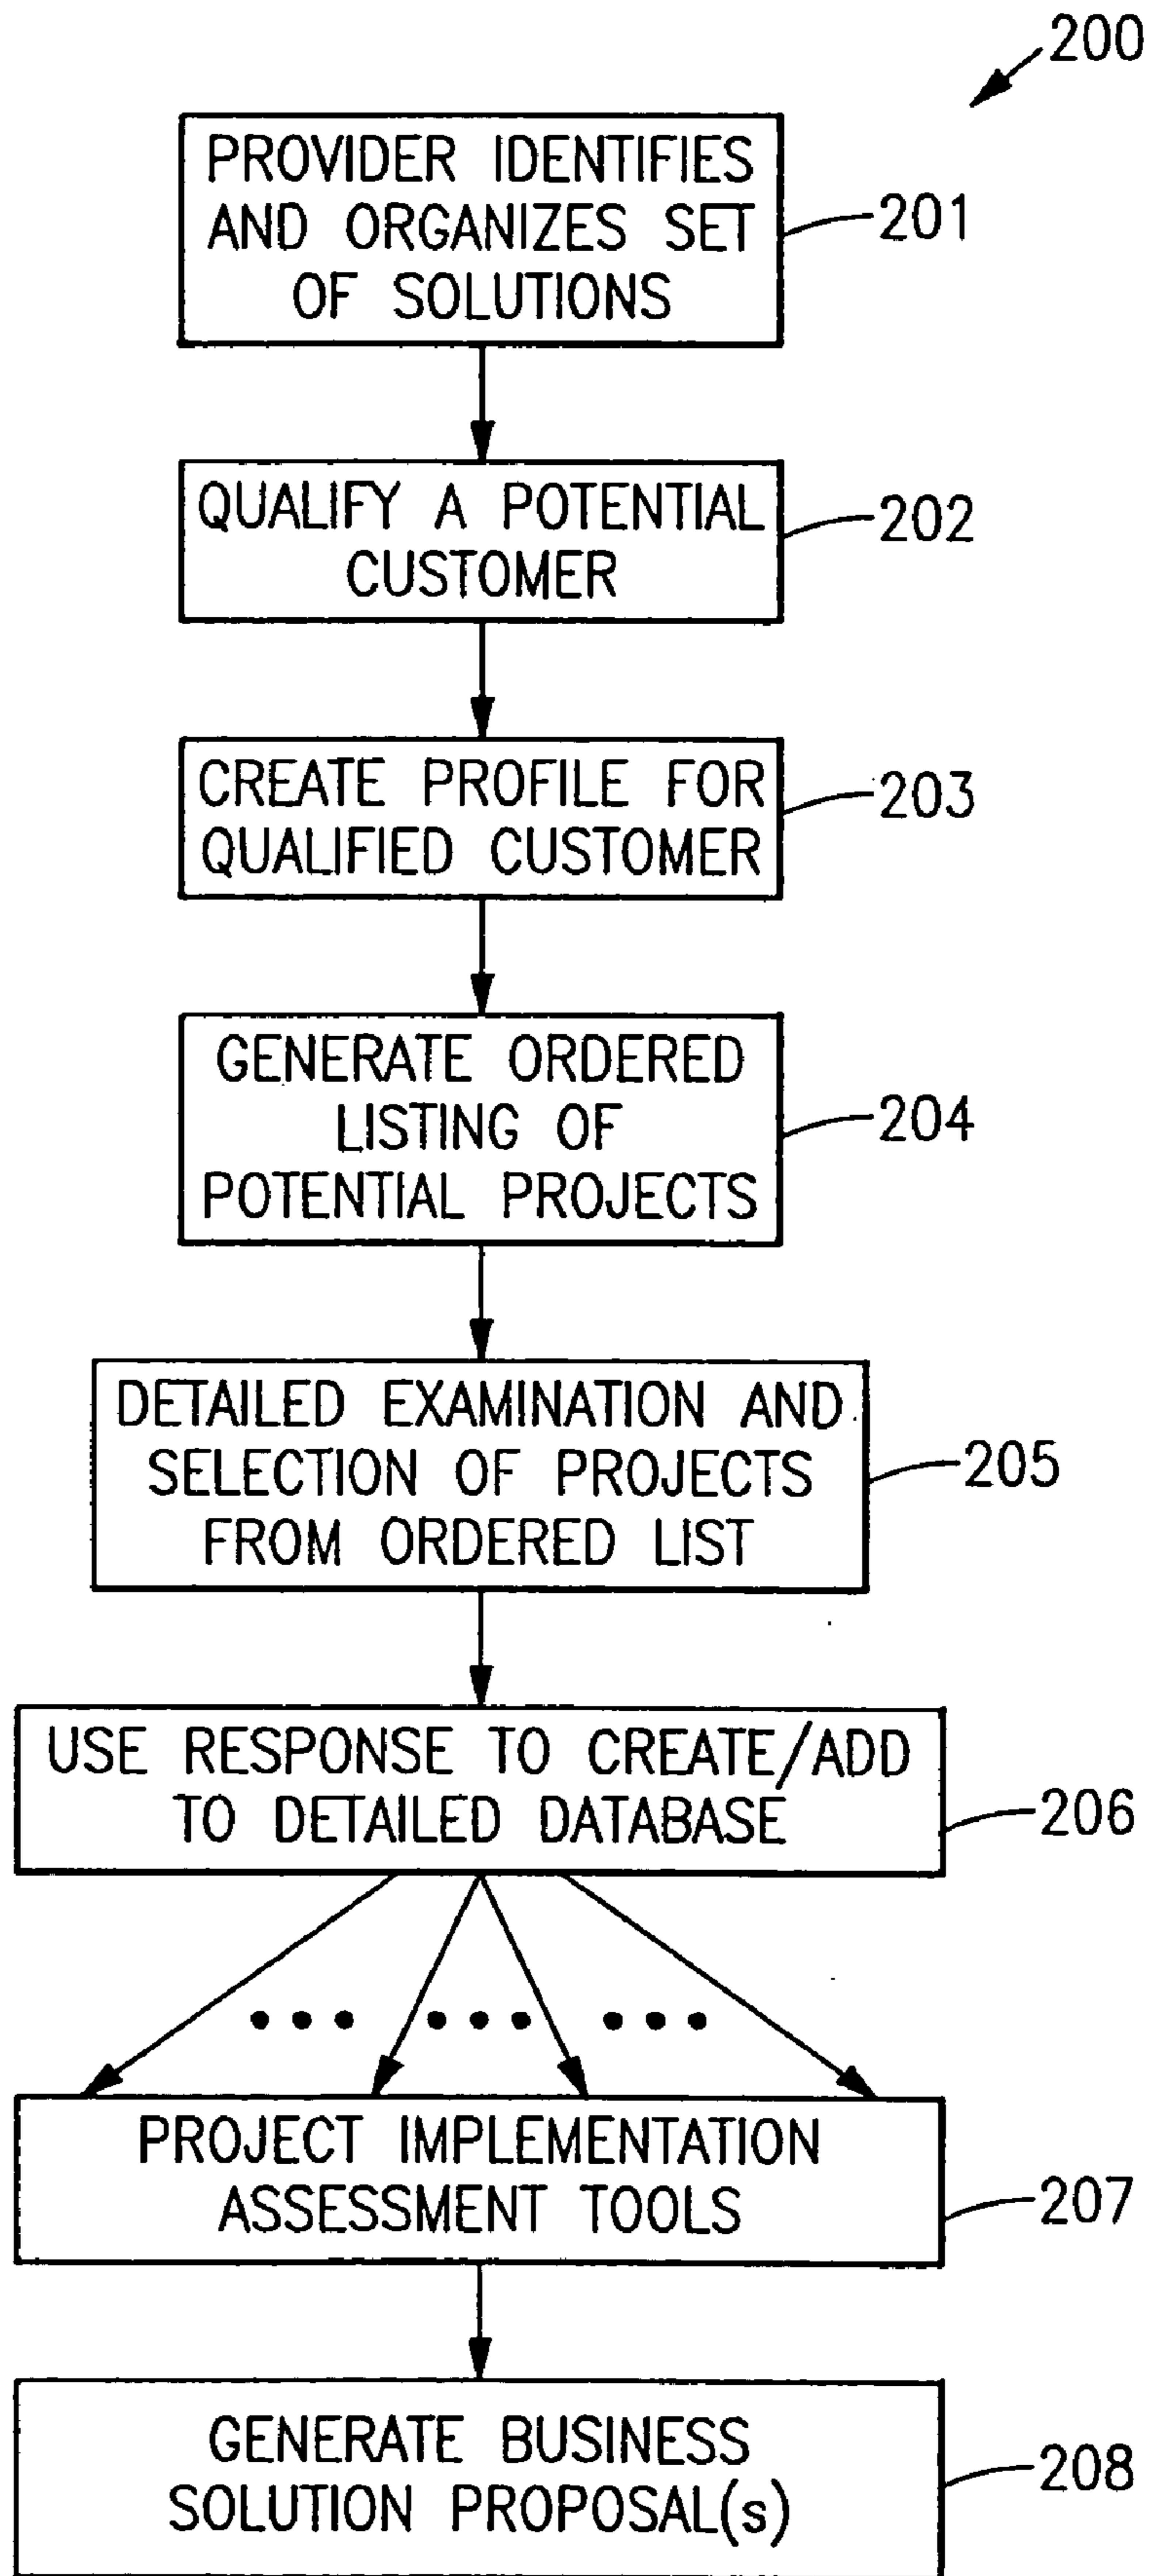 200
PROVIDER IDENTIFIES
AND ORGANIZES SET
OF SOLUTIONS
201
QUALIFY A POTENTIAL
CUSTOMER
202
CREATE PROFILE FOR
QUALIFIED CUSTOMER
203
GENERATE ORDERED
LISTING OF
POTENTIAL PROJECTS
204
DETAILED EXAMINATION AND
SELECTION OF PROJECTS
FROM ORDERED LIST
205
USE RESPONSE TO CREATE/ADD
TO DETAILED DATABASE
206
••• ••• •••
PROJECT IMPLEMENTATION
ASSESSMENT TOOLS
207
GENERATE BUSINESS
SOLUTION PROPOSAL(s)
208